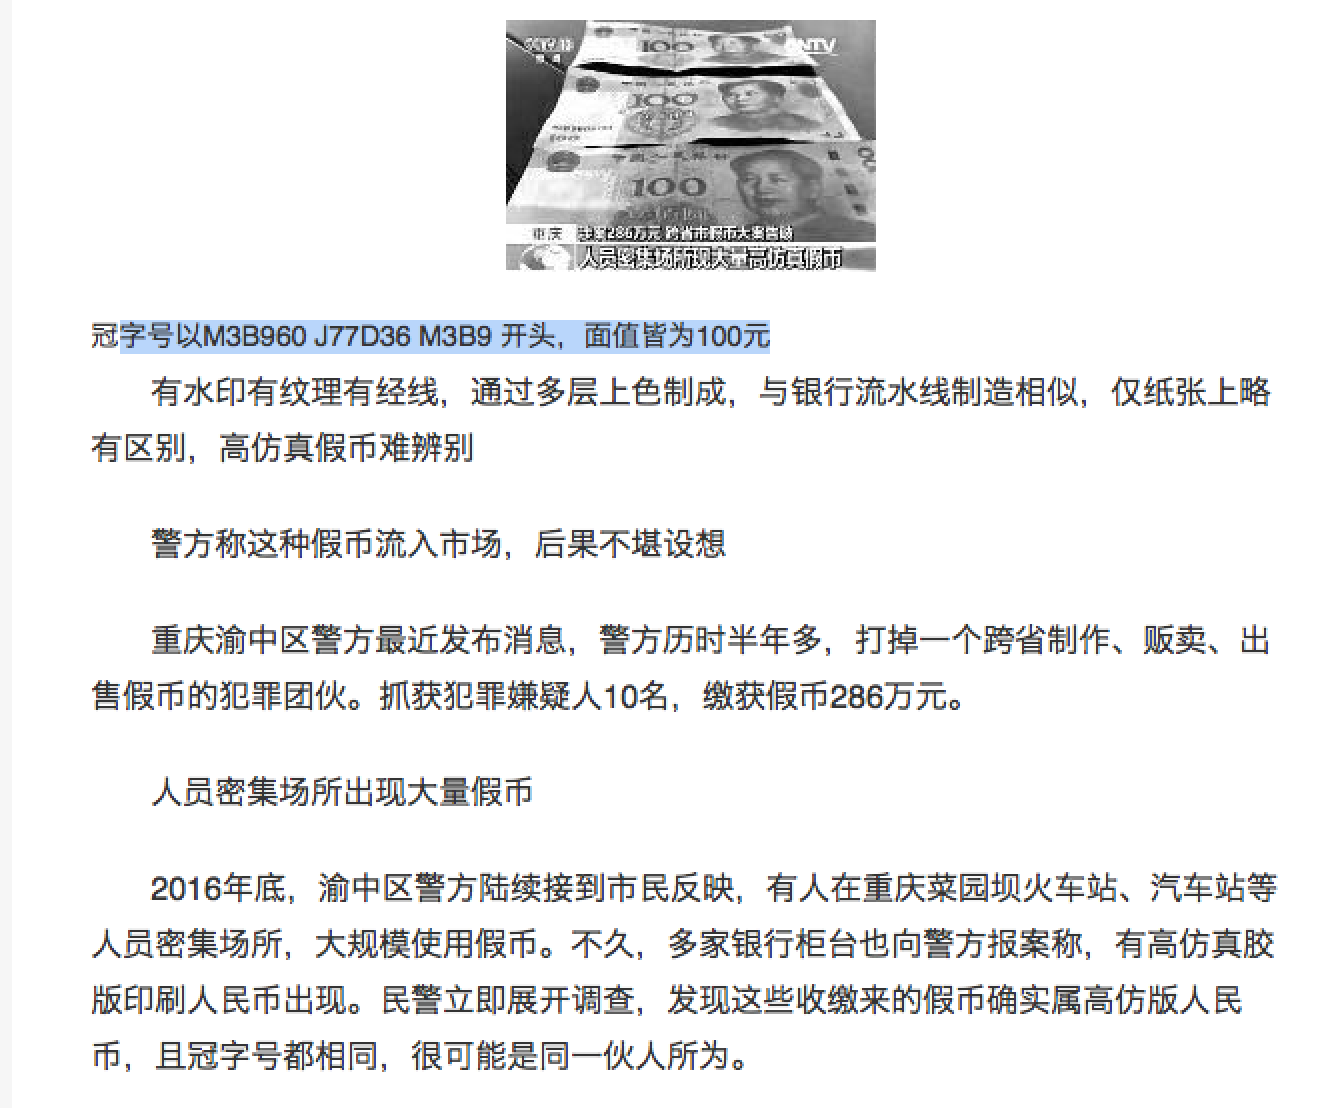 CCTV 13
CNTV
100
100
100
重庆 涉案286万元 跨省市假币大案告破
人员密集场所现大量高仿真假币
冠字号以M3B960 J77D36 M3B9 开头，面值皆为100元
有水印有纹理有经线，通过多层上色制成，与银行流水线制造相似，仅纸张上略
有区别，高仿真假币难辨别
警方称这种假币流入市场，后果不堪设想
重庆渝中区警方最近发布消息，警方历时半年多，打掉一个跨省制作、贩卖、出
售假币的犯罪团伙。抓获犯罪嫌疑人10名，缴获假币286万元。
人员密集场所出现大量假币
2016年底，渝中区警方陆续接到市民反映，有人在重庆菜园坝火车站、汽车站等
人员密集场所，大规模使用假币。不久，多家银行柜台也向警方报案称，有高仿真胶
版印刷人民币出现。民警立即展开调查，发现这些收缴来的假币确实属高仿版人民
币，且冠字号都相同，很可能是同一伙人所为。